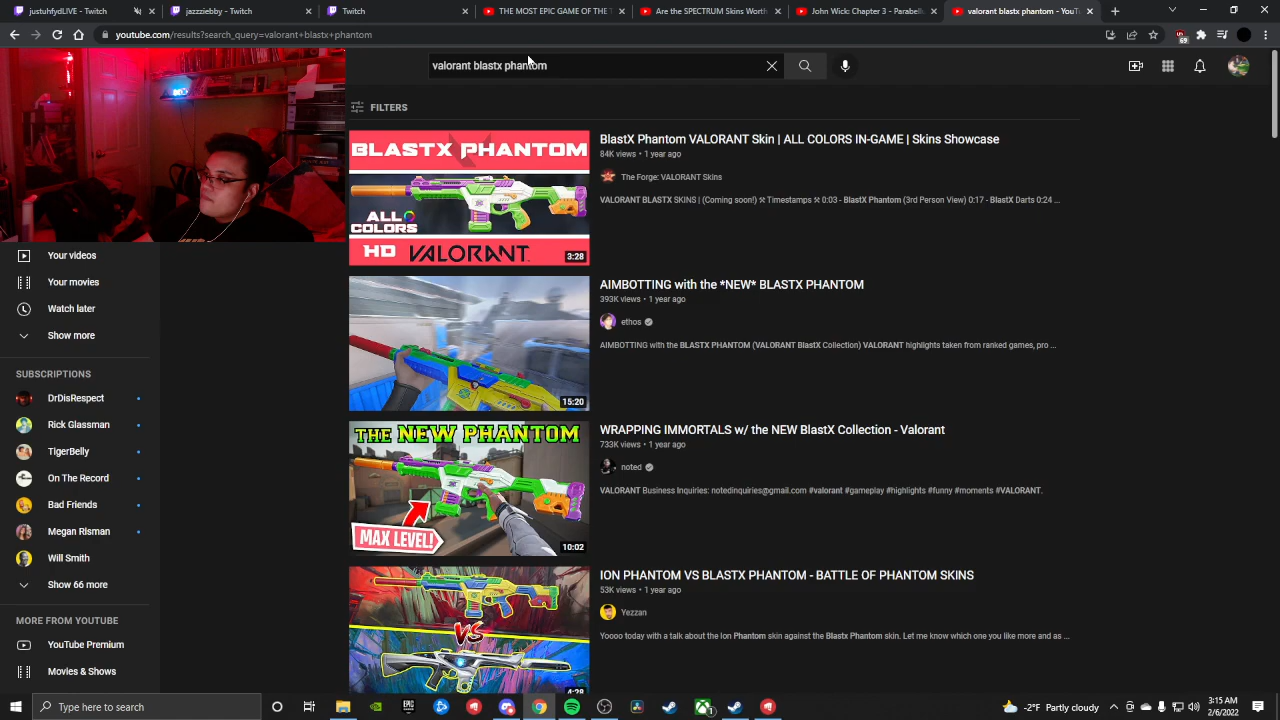 justuhfydLIVE - Twitch
jazzziebby - Twitch
Twitch
THE MOST EPIC GAME OF THE
Are the SPECTRUM Skins Worth
John Wick: Chapter 3 - Parabell
valorant blastx phantom - YouTu
youtube.com/results?search_query=valorant+blastx+phantom
69
valorant blastx phantom
FILTERS
BLASTX PHANTOM
ALL
COLORS
HD VALORANT
3:28
BlastX Phantom VALORANT Skin | ALL COLORS IN-GAME | Skins Showcase
84K views • 1 year ago
The Forge: VALORANT Skins
VALORANT BLASTX SKINS | (Coming soon!) ⚒ Timestamps ⚒ 0:03 - BlastX Phantom (3rd Person View) 0:17 - BlastX Darts 0:24 ...
15:20
AIMBOTTING with the *NEW* BLASTX PHANTOM
393K views • 1 year ago
ethos
AIMBOTTING with the BLASTX PHANTOM (VALORANT BlastX Collection) VALORANT highlights taken from ranked games, pro ...
THE NEW PHANTOM
MAX LEVEL!
10:02
WRAPPING IMMORTALS w/ the NEW BlastX Collection - Valorant
733K views • 1 year ago
noted
VALORANT Business Inquiries: notedinquiries@gmail.com #valorant #gameplay #highlights #funny #moments #VALORANT.
VS
4:28
ION PHANTOM VS BLASTX PHANTOM - BATTLE OF PHANTOM SKINS
53K views • 1 year ago
Yezzan
Voooo today with a talk about the Ion Phantom skin against the Blastx Phantom skin. Let me know which one you like more and as ...
Your videos
Your movies
Watch later
Show more
SUBSCRIPTIONS
DrDisRespect
Rick Glassman
TigerBelly
On The Record
Bad Friends
Megan Risman
Will Smith
Show 66 more
MORE FROM YOUTUBE
YouTube Premium
Movies & Shows
Type here to search
EPIC
1
-2°F Partly cloudy
3:15 AM
2/6/2022